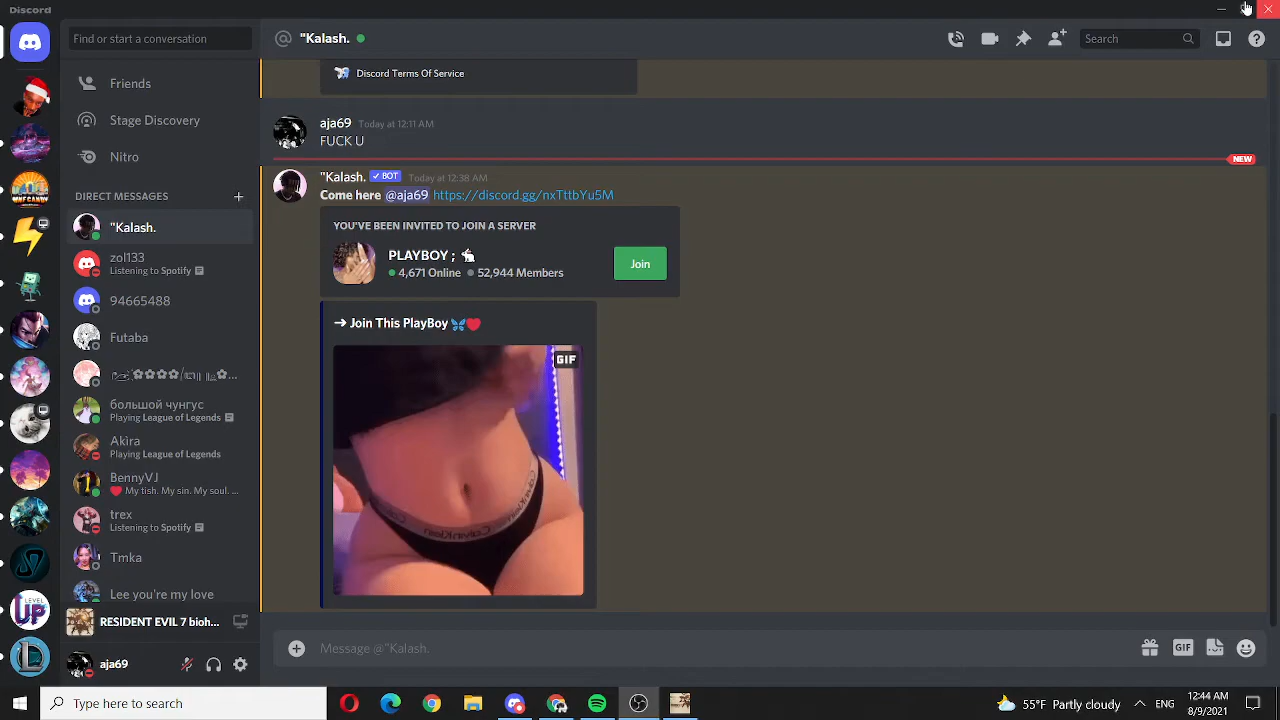 Discord
Find or start a conversation
Friends
Stage Discovery
Nitro
DIRECT MESSAGES
"Kalash.
zol133
Listening to Spotify
94665488
Futaba
большой чунгус
Playing League of Legends
Akira
Playing League of Legends
BennyVJ
My tish. My sin. My soul. ...
trex
Listening to Spotify
Tmka
Lee you're my love
RESIDENT EVIL 7 bioh...
aja69
LEVEL
UP
@ "Kalash.
Search
Discord Terms Of Service
aja69 Today at 12:11 AM
FUCK U
NEW
"Kalash. BOT Today at 12:38 AM
Come here @aja69 https://discord.gg/nxTttbYu5M
YOU'VE BEEN INVITED TO JOIN A SERVER
PLAYBOY ;
4,671 Online 52,944 Members
Join
→ Join This PlayBoy
GIF
Calvin Klein
Message @"Kalash.
GIF
Type here to search
55°F Partly cloudy
ENG
12:44 AM
8/9/2021